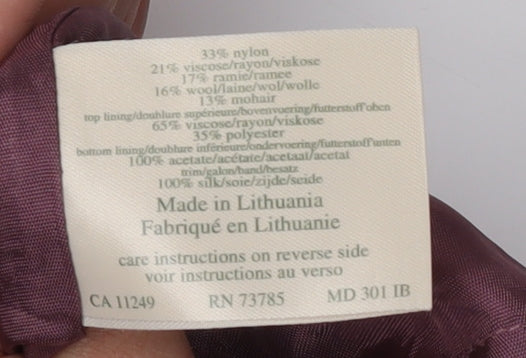 33% nylon
21% viscose/rayon/viskose
17% ramie/ramee
16% wool/laine/wol/wolle
13% mohair
top lining/doublure supérieure/bovenvoering/futterstoff oben
65% viscose/rayon/viskose
35% polyester
bottom lining/doublure inférieure/ondervoering/futterstoff unten
100% acetate/acétate/acetaat/acetat
trim/galon/band/besatz
100% silk/soie/zijde/seide
Made in Lithuania
Fabriqué en Lithuanie
care instructions on reverse side
voir instructions au verso
CA 11249 RN 73785 MD 301 IB